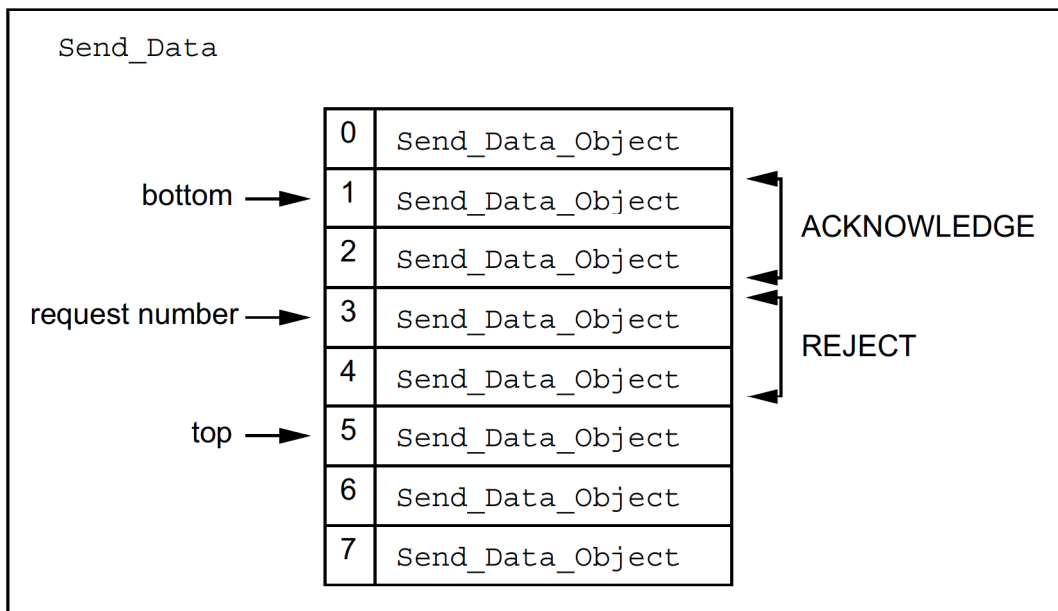 Send_Data
0 Send_Data_Object
bottom 1 Send_Data_Object
2 Send_Data_Object
ACKNOWLEDGE
request number 3 Send_Data_Object
REJECT
4 Send_Data_Object
top 5 Send_Data_Object
6 Send_Data_Object
7 Send_Data_Object